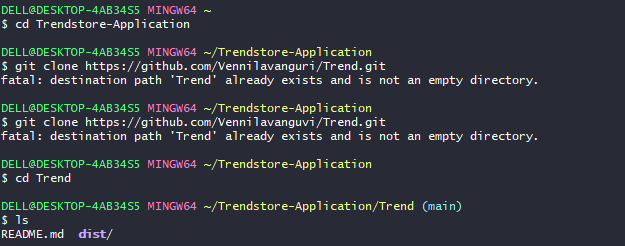 DELL@DESKTOP-4AB34S5 MINGW64 ~
$ cd Trendstore-Application
DELL@DESKTOP-4AB34S5 MINGW64 ~/Trendstore-Application
$ git clone https://github.com/Vennilavanguri/Trend.git
fatal: destination path 'Trend' already exists and is not an empty directory.
DELL@DESKTOP-4AB34S5 MINGW64 ~/Trendstore-Application
$ git clone https://github.com/Vennilavanguvi/Trend.git
fatal: destination path 'Trend' already exists and is not an empty directory.
DELL@DESKTOP-4AB34S5 MINGW64 ~/Trendstore-Application
$ cd Trend
DELL@DESKTOP-4AB34S5 MINGW64 ~/Trendstore-Application/Trend (main)
$ ls
README.md  dist/